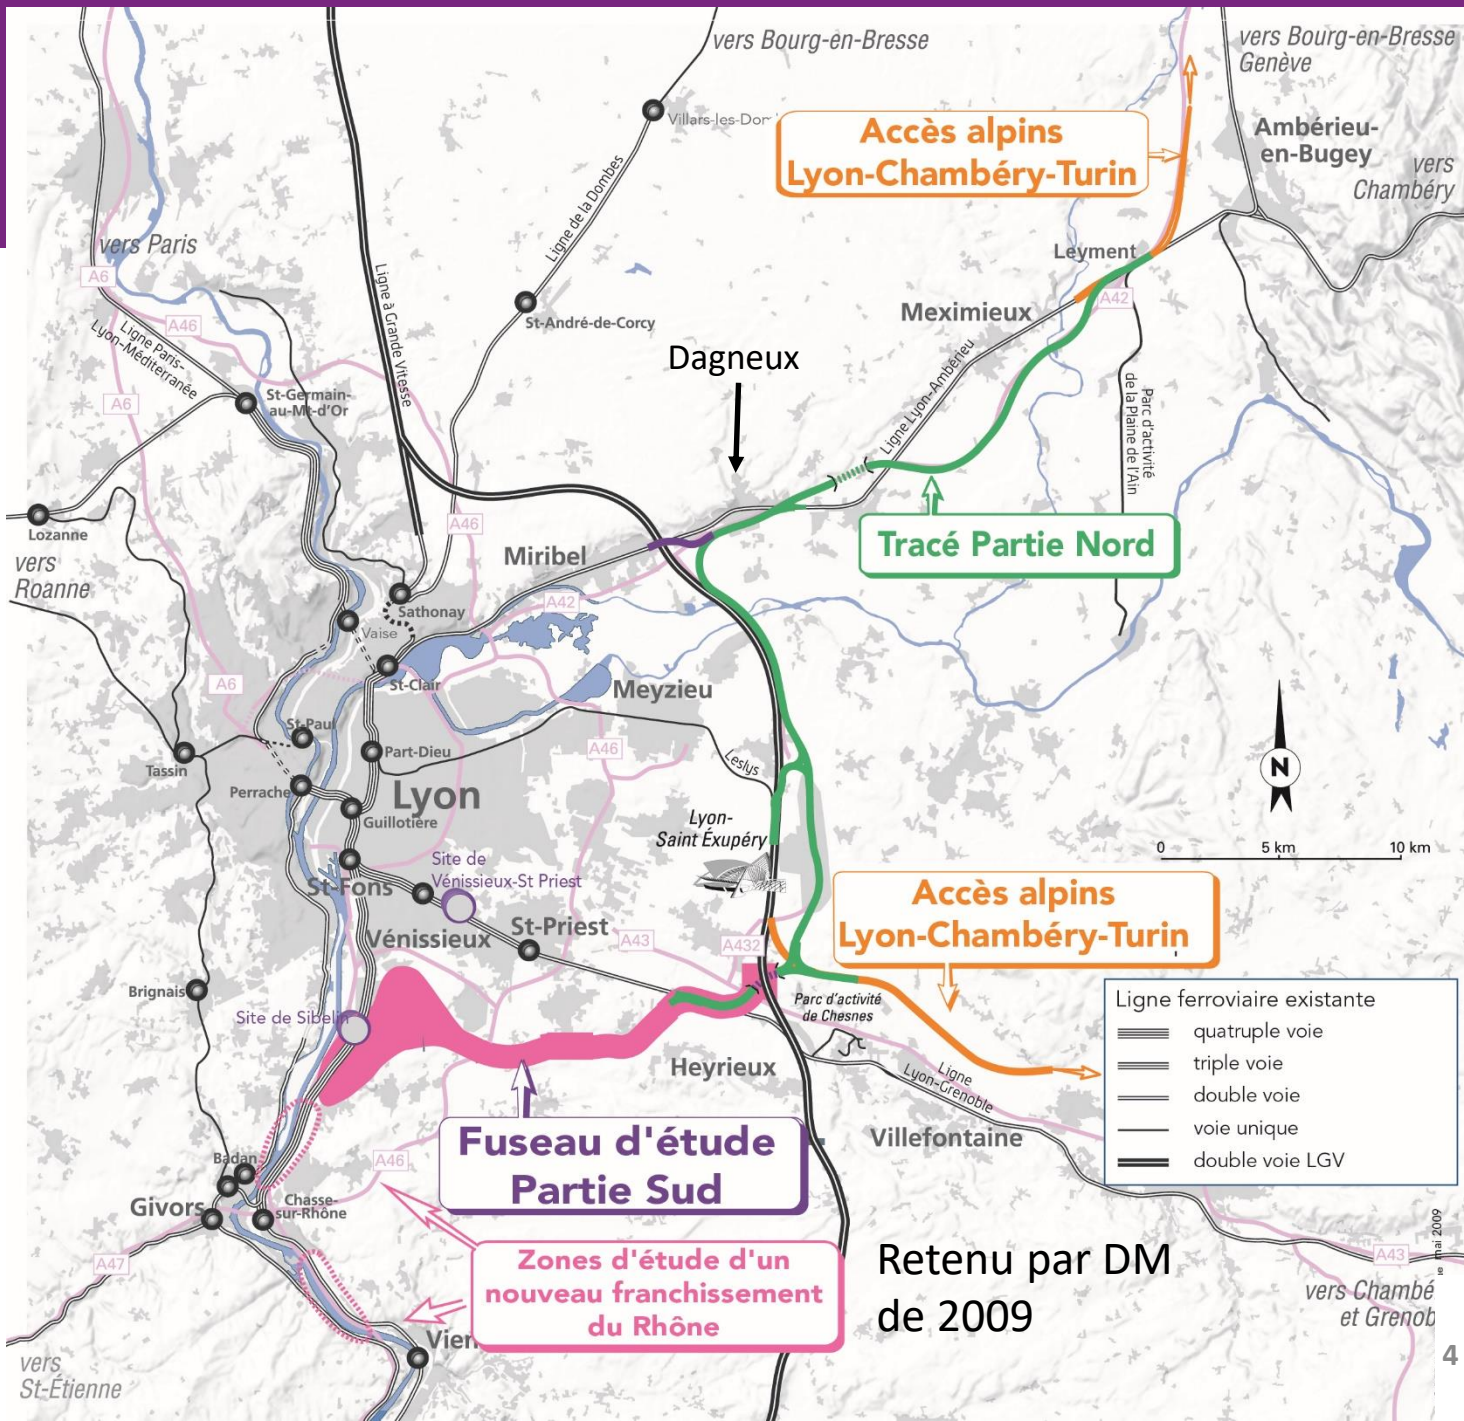 vers Bourg-en-Bresse
vers Bourg-en-Bresse
Genève
Villars-les-Dom
Accès alpins
Lyon-Chambéry-Turin
Ambérieu-
en-Bugey
vers
Chambéry
vers Paris
Ligne de la Dombes
Leyment
A6
Ligne à Grande Vitesse
A42
A46
Meximieux
St-André-de-Corcy
Ligne Paris-
Lyon-Méditerranée
Dagneux
St-Germain-
au-Mt-d'Or
A6
Ligne Lyon-Ambérieu
Parc d'activité
de la Plaine de l'Ain
Lozanne
A46
Tracé Partie Nord
vers
Roanne
Miribel
Sathonay
A42
Vaise
St-Clair
A6
Meyzieu
St-Paul
Part-Dieu
A46
Leslys
Tassin
N
Perrache
Lyon
Guillotière
Lyon-
Saint Éxupéry
0
5 km
10 km
Site de
Vénissieux-St Priest
St-Fons
Accès alpins
Lyon-Chambéry-Turin
St-Priest
Vénissieux
A43
A432
Brignais
Parc d'activité
de Chesnes
Site de Sibelin
Ligne ferroviaire existante
quatruple voie
triple voie
double voie
voie unique
double voie LGV
Heyrieux
Ligne
Lyon-Grenoble
Fuseau d'étude
Partie Sud
Villefontaine
Badan
A46
Givors
Chasse-
sur-Rhône
Zones d'étude d'un
nouveau franchissement
du Rhône
Retenu par DM
de 2009
mai 2009
A47
A43
vers Chambé
et Grenob
Vien
vers
St-Étienne
4